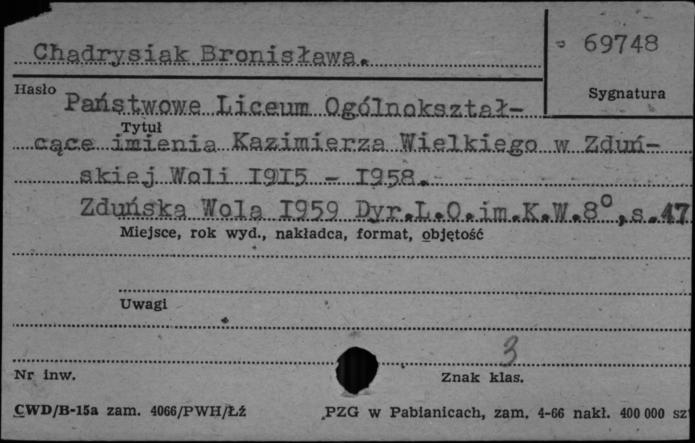 Chadrysiak Bronisława.
69748
Hasło
Sygnatura
Państwowe Liceum Ogólnokształ-
Tytuł
cące imienia Kazimierza Wielkiego w Zduń-
skiej Woli 1915 – 1958.
Zduńska Wola 1959 Dyr.L.O.im.K.W.8°,s.47
Miejsce, rok wyd., nakładca, format, objętość
Uwagi
3
Nr inw.
Znak klas.
CWD/B-15a zam. 4066/PWH/Łź
PZG w Pabianicach, zam. 4-66 nakł. 400 000 szt